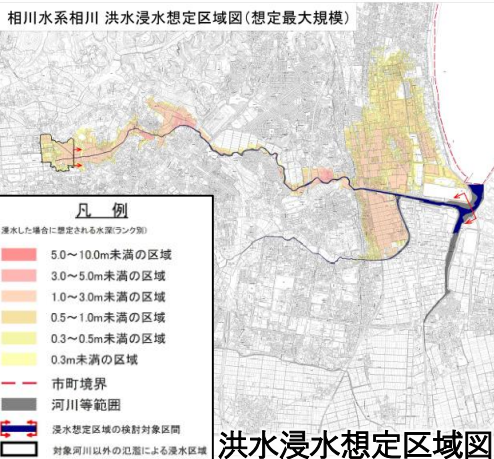 相川水系相川 洪水浸水想定区域図(想定最大規模)
凡 例
浸水した場合に想定される水深(ランク別)
5.0～10.0m未満の区域
3.0～5.0m未満の区域
1.0～3.0m未満の区域
0.5～1.0m未満の区域
0.3～0.5m未満の区域
0.3m未満の区域
市町境界
河川等範囲
浸水想定区域の検討対象区間
対象河川以外の氾濫による浸水区域
洪水浸水想定区域図